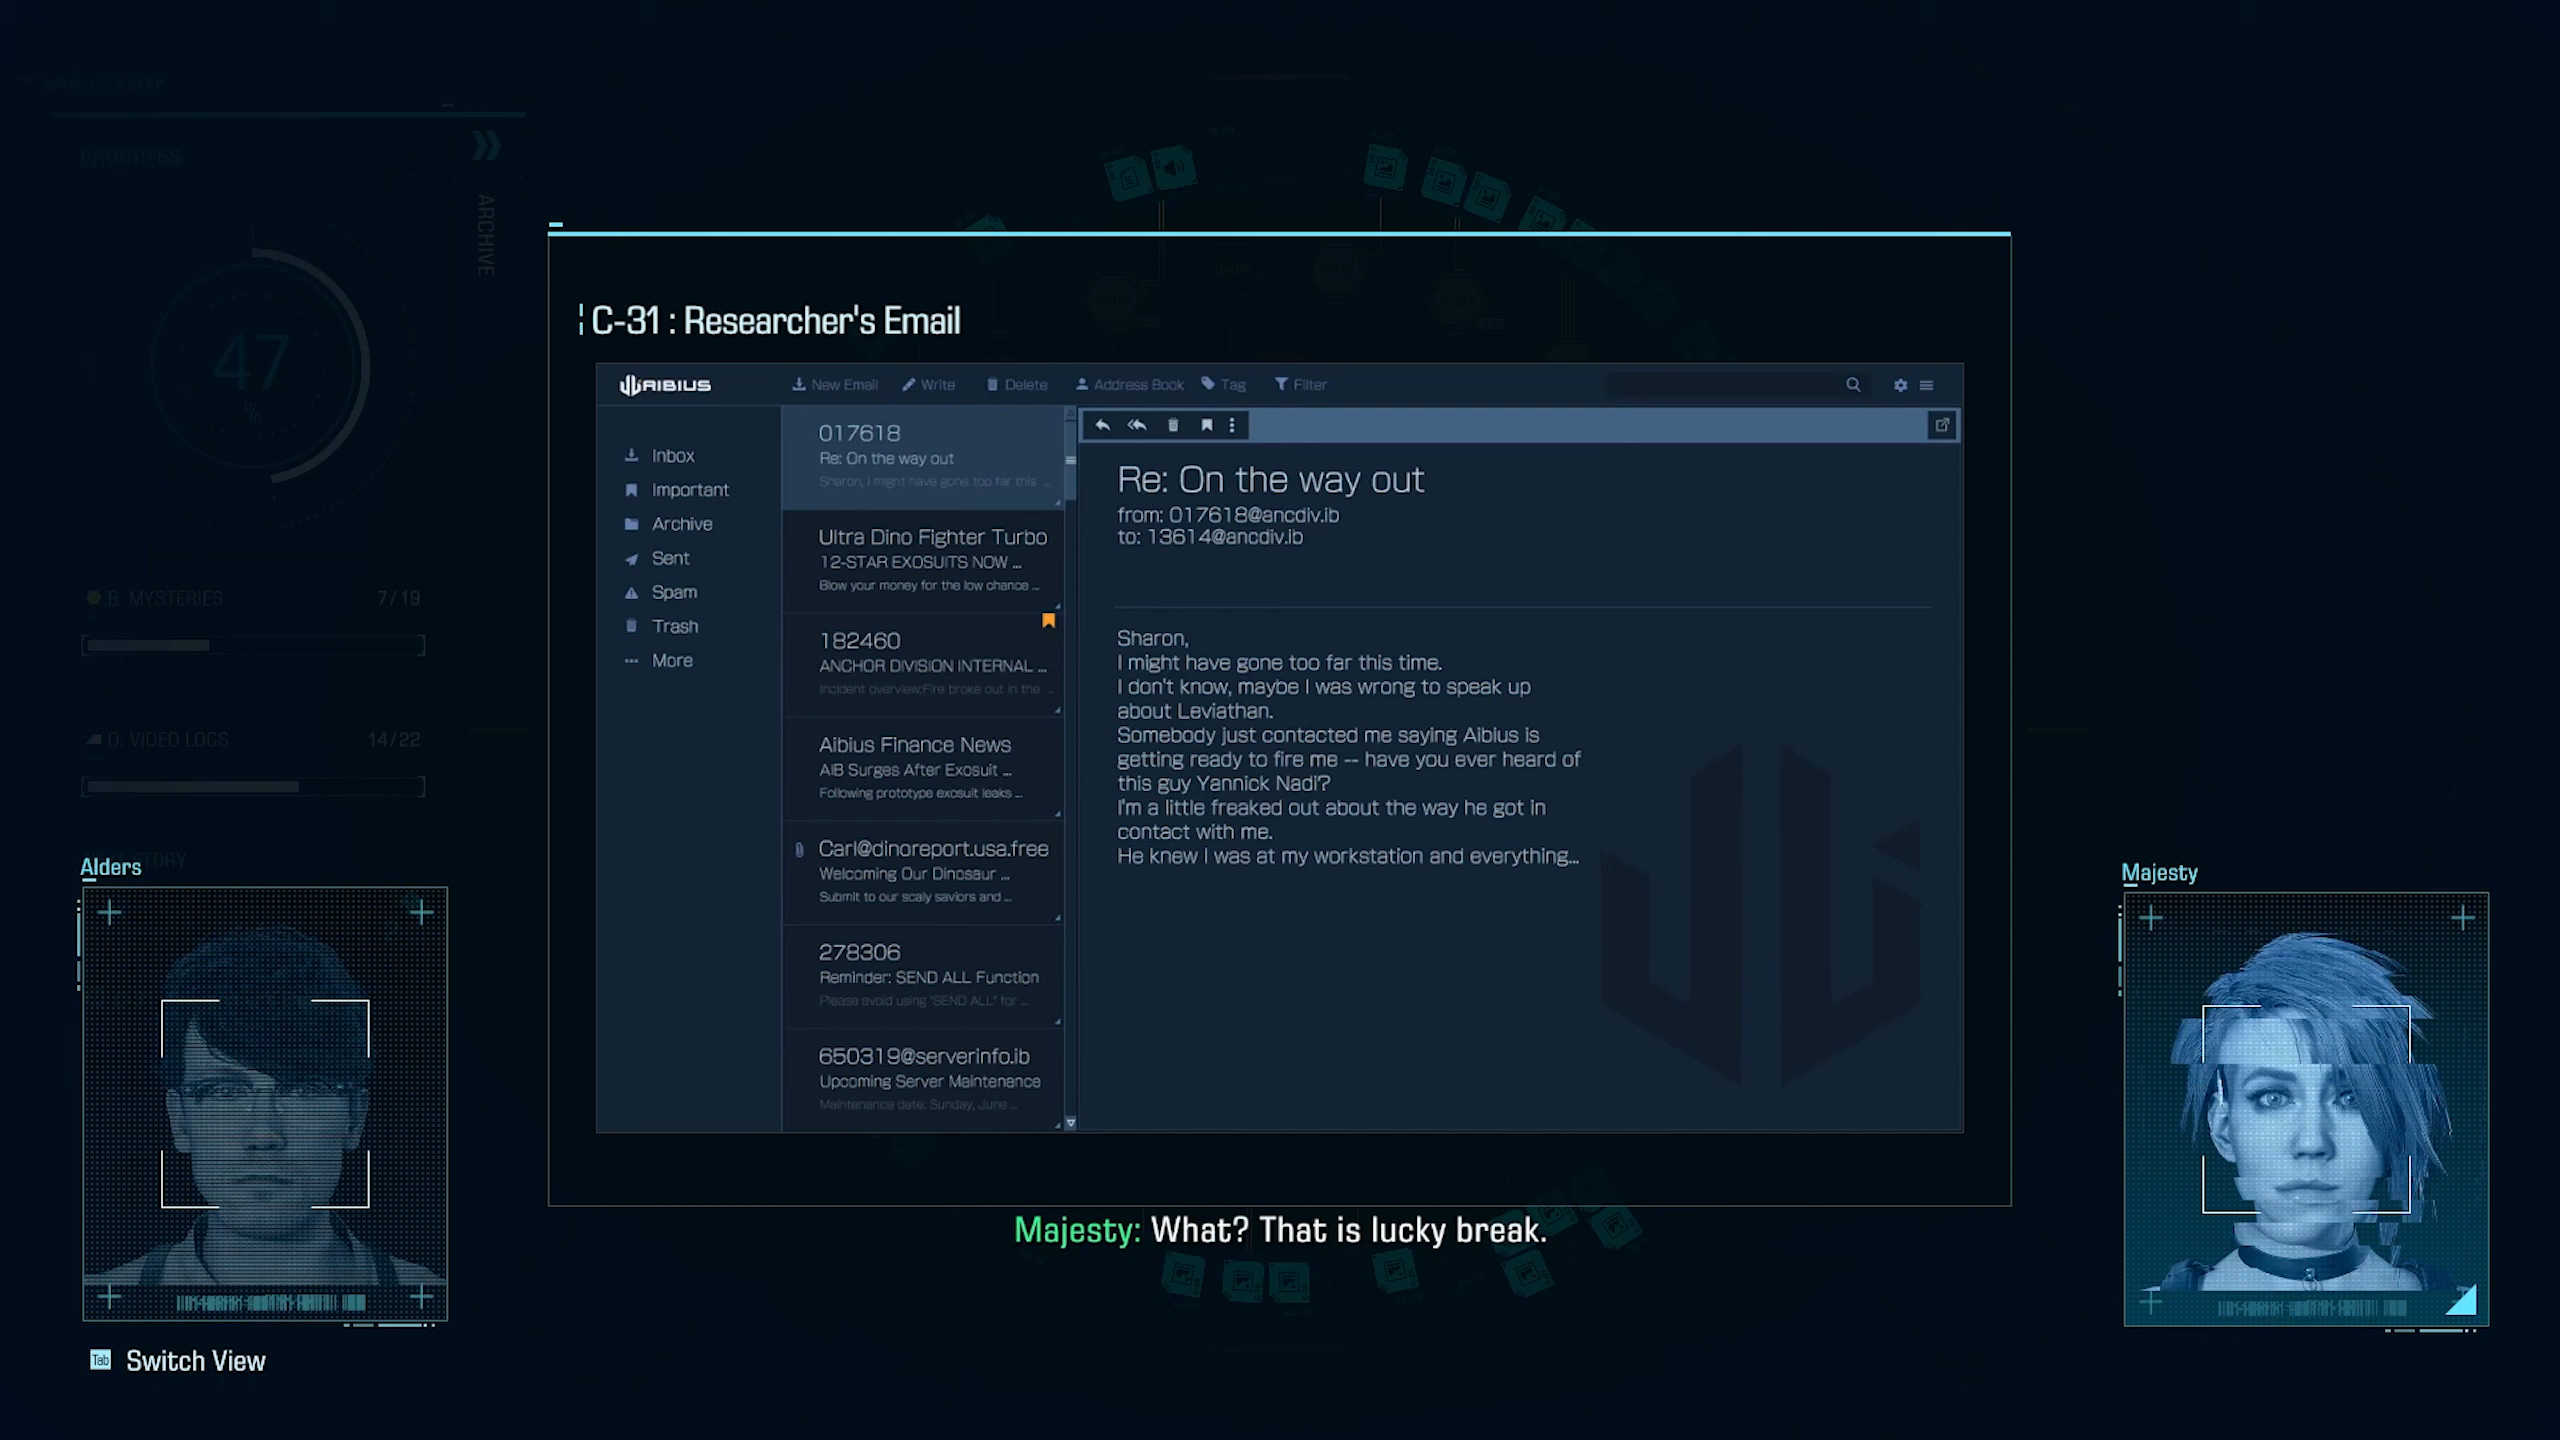 PROGRESS
ARCHIVE
47
%
B: MYSTERIES 7/19
D: VIDEO LOGS 14/22
C-31 : Researcher's Email
AIBIUS
New Email Write Delete Address Book Tag Filter
Inbox
Important
Archive
Sent
Spam
Trash
More
017618
Re: On the way out
Sharon, I might have gone too far this ...
Ultra Dino Fighter Turbo
12-STAR EXOSUITS NOW ...
Blow your money for the low chance ...
182460
ANCHOR DIVISION INTERNAL ...
Incident overview:Fire broke out in the ...
Aibius Finance News
AIB Surges After Exosuit ...
Following prototype exosuit leaks ...
Carl@dinoreport.usa.free
Welcoming Our Dinosaur ...
Submit to our scaly saviors and ...
278306
Reminder: SEND ALL Function
Please avoid using "SEND ALL" for ...
650319@serverinfo.ib
Upcoming Server Maintenance
Maintenance date: Sunday, June ...
Re: On the way out
from: 017618@ancdiv.ib
to: 13614@ancdiv.ib
Sharon,
I might have gone too far this time.
I don't know, maybe I was wrong to speak up
about Leviathan.
Somebody just contacted me saying Aibius is
getting ready to fire me -- have you ever heard of
this guy Yannick Nadi?
I'm a little freaked out about the way he got in
contact with me.
He knew I was at my workstation and everything...
Alders
Majesty
Majesty: What? That is lucky break.
Tab Switch View